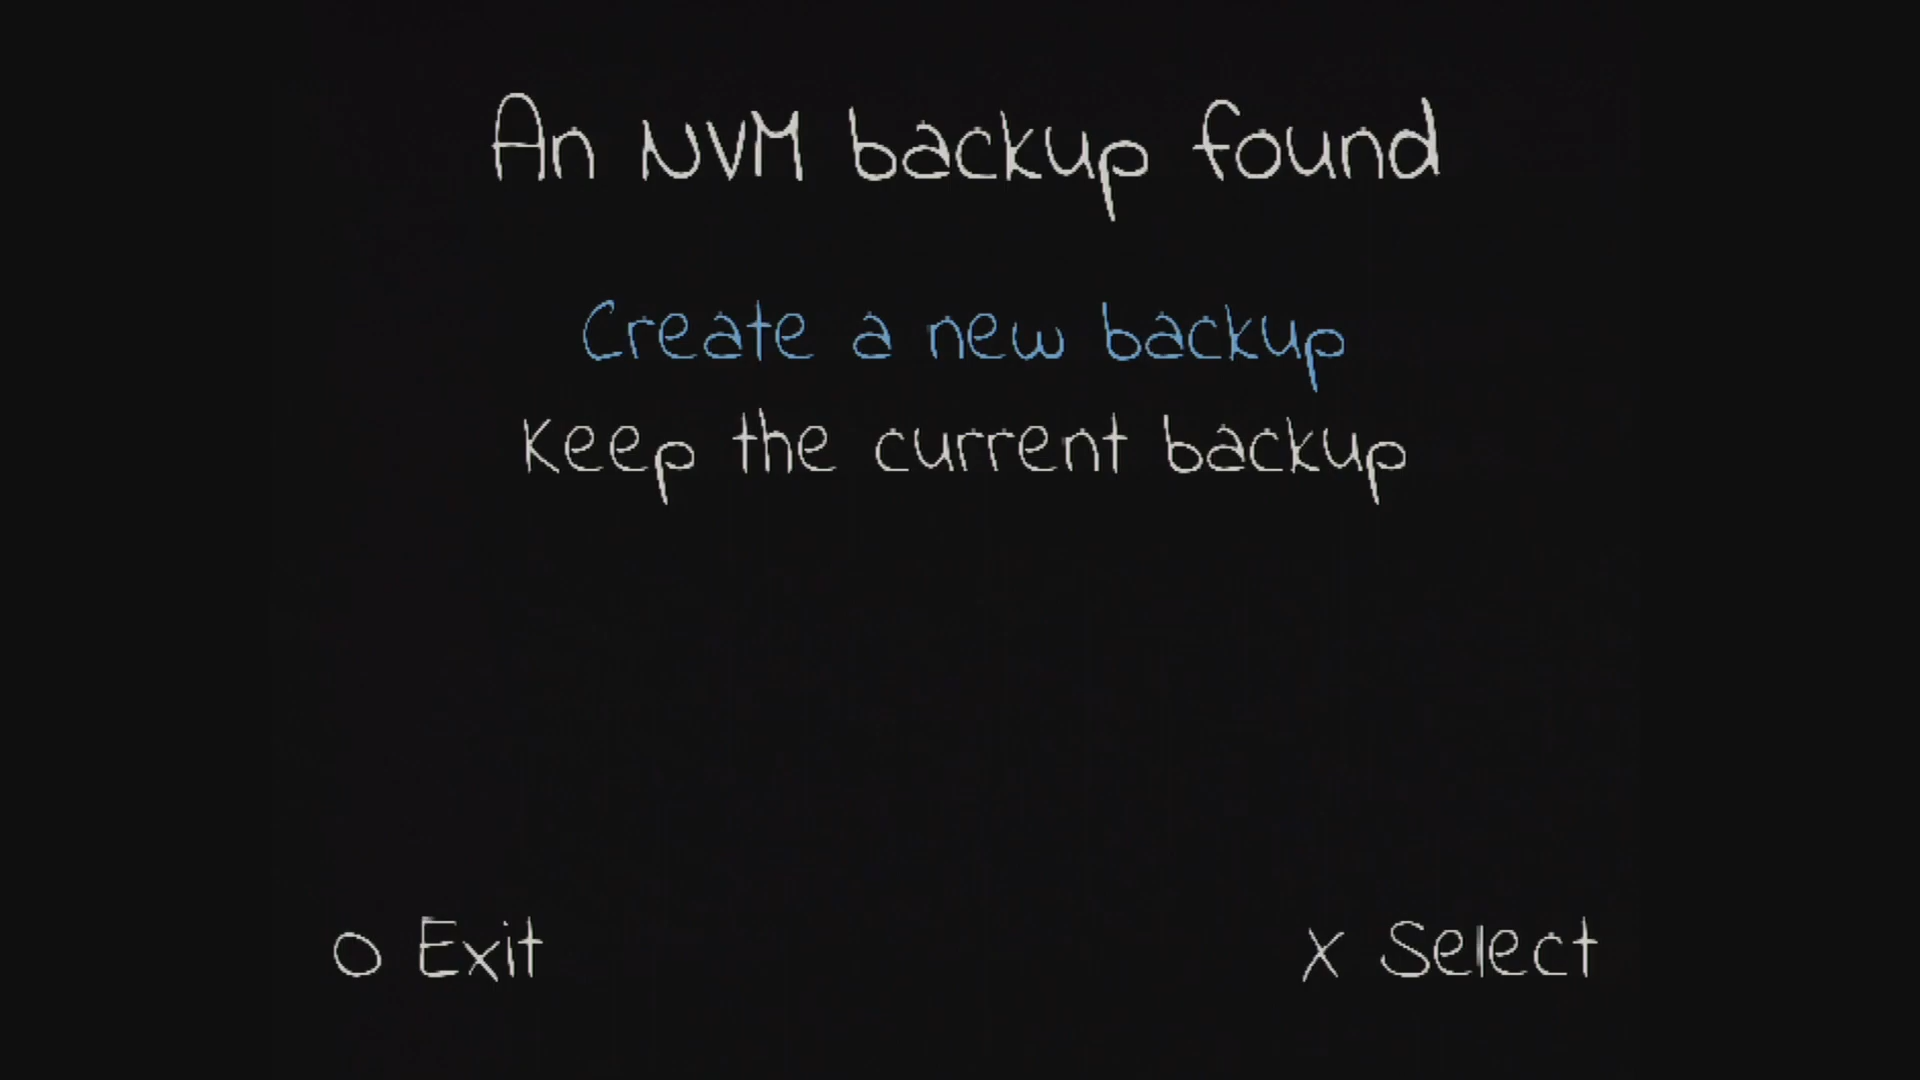 An NVM backup found
Create a new backup
Keep the current backup
O Exit
X Select